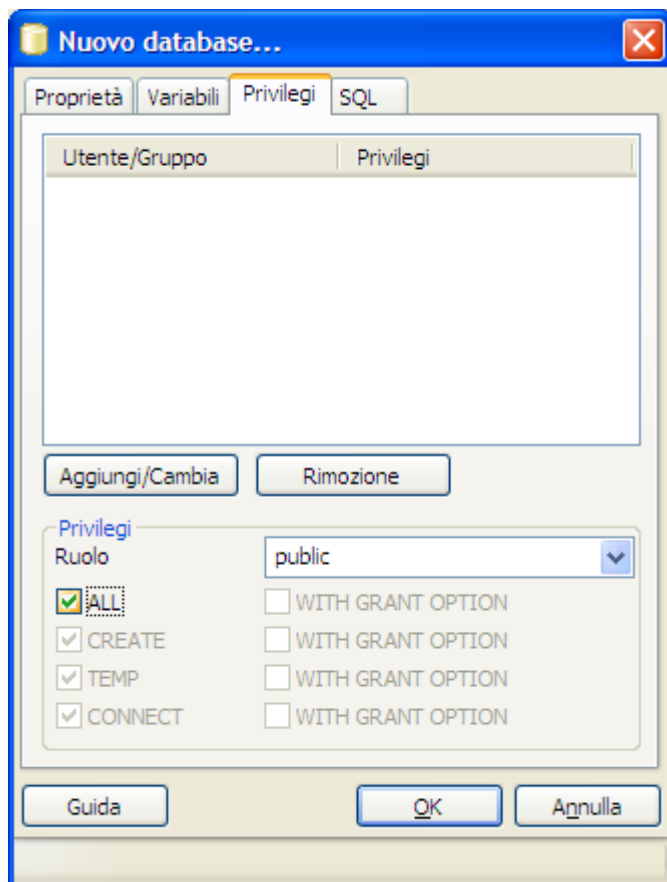 Nuovo database...
Proprietà Variabili Privilegi SQL
Utente/Gruppo Privilegi
Aggiungi/Cambia Rimozione
Privilegi
Ruolo public
ALL WITH GRANT OPTION
CREATE WITH GRANT OPTION
TEMP WITH GRANT OPTION
CONNECT WITH GRANT OPTION
Guida OK Annulla